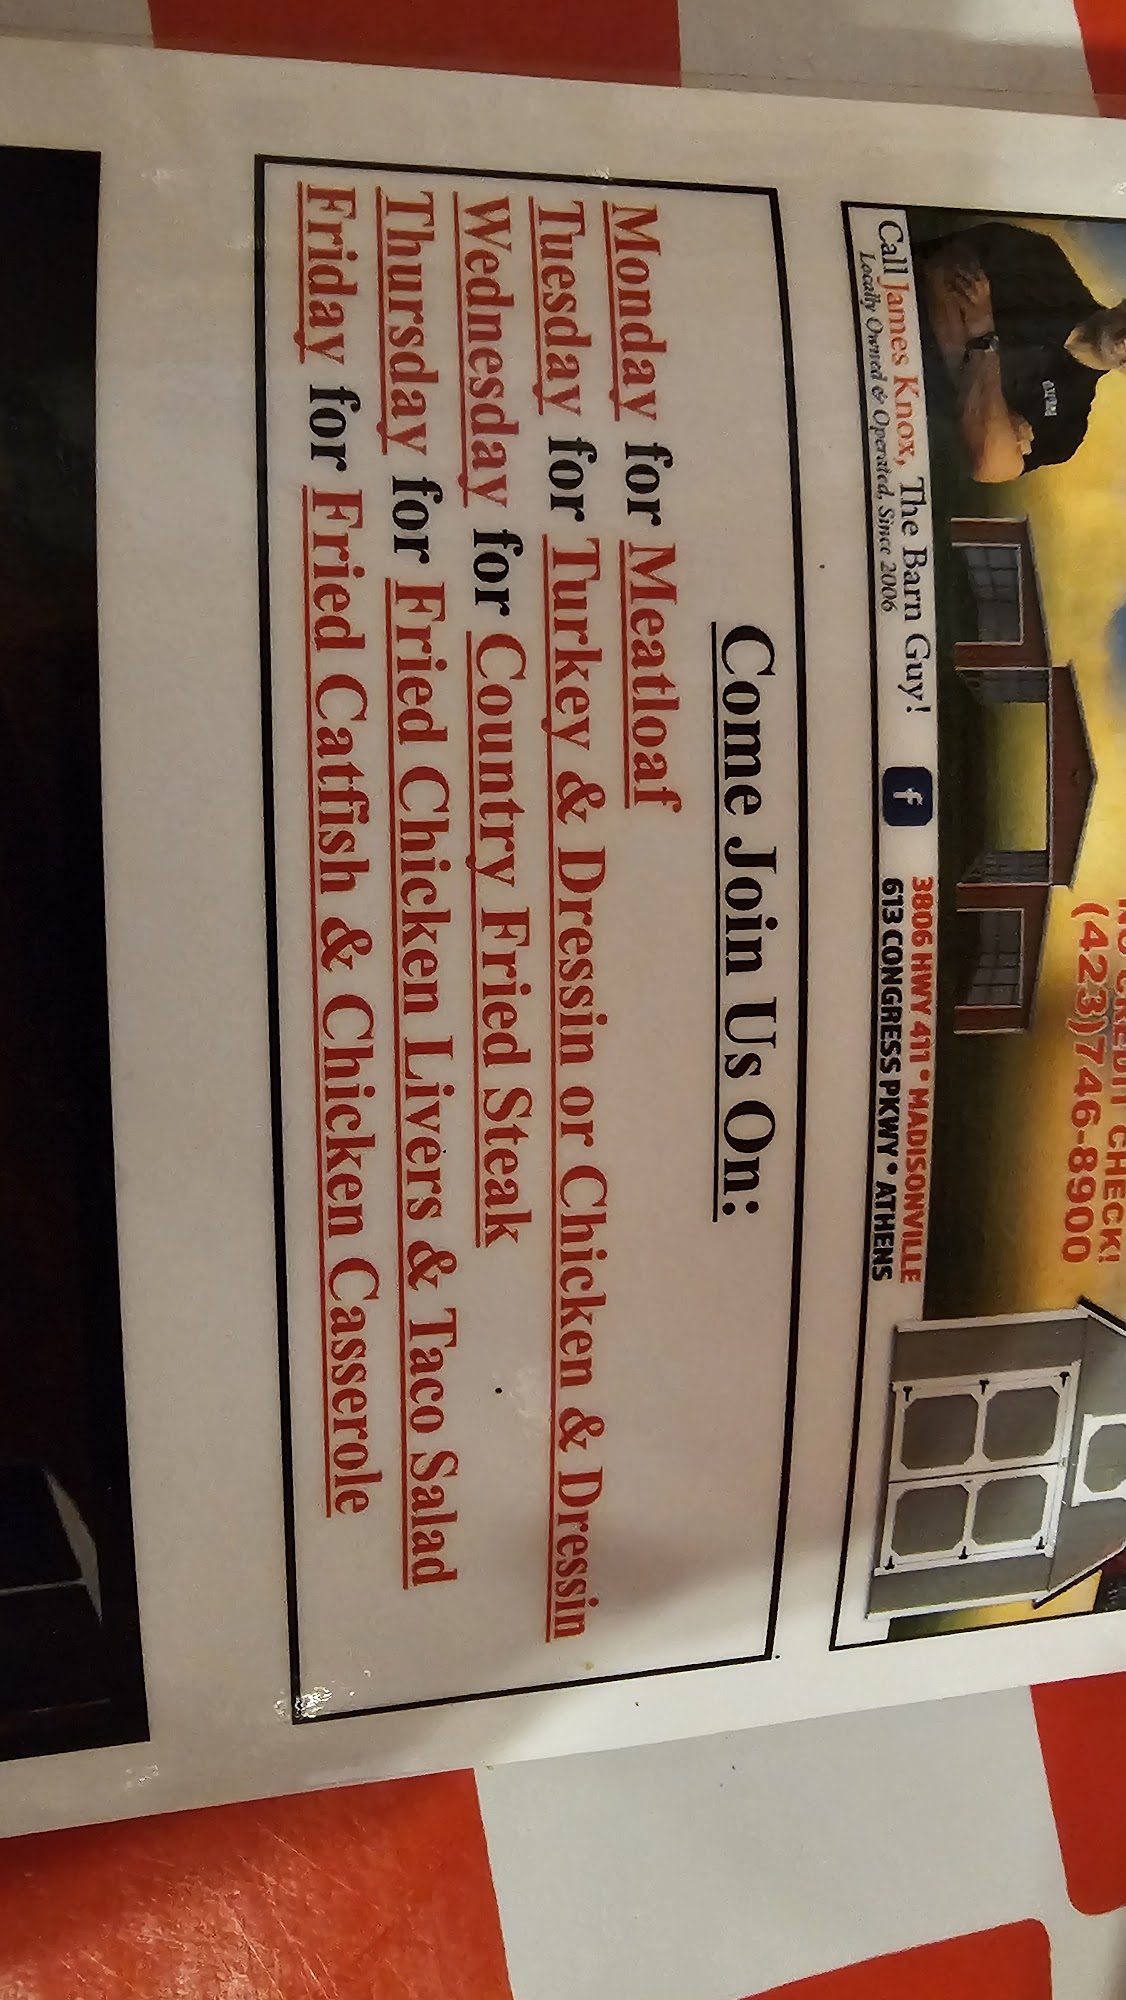 CREDIT CHECK!
(423)746-8900
Call James Knox, The Barn Guy!
Locally Owned & Operated, Since 2006
f
3806 HWY 411 • MADISONVILLE
613 CONGRESS PKWY • ATHENS
Come Join Us On:
Monday for Meatloaf
Tuesday for Turkey & Dressin or Chicken & Dressin
Wednesday for Country Fried Steak
Thursday for Fried Chicken Livers & Taco Salad
Friday for Fried Catfish & Chicken Casserole